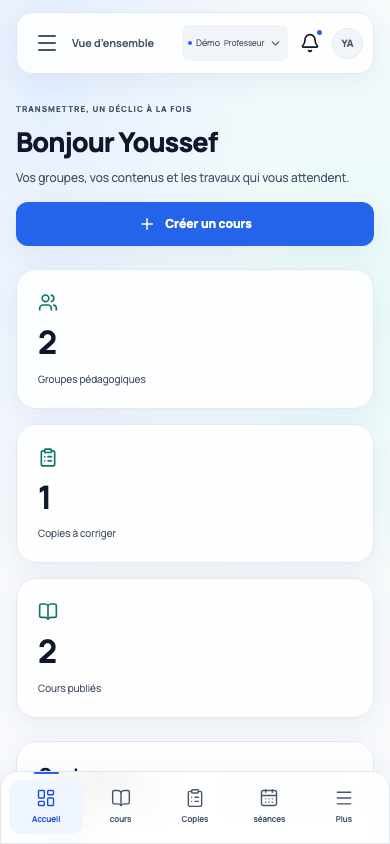 Vue d'ensemble
Démo Professeur
YA
TRANSMETTRE, UN DÉCLIC À LA FOIS
Bonjour Youssef
Vos groupes, vos contenus et les travaux qui vous attendent.
Créer un cours
2
Groupes pédagogiques
1
Copies à corriger
2
Cours publiés
Accueil
cours
Copies
séances
Plus